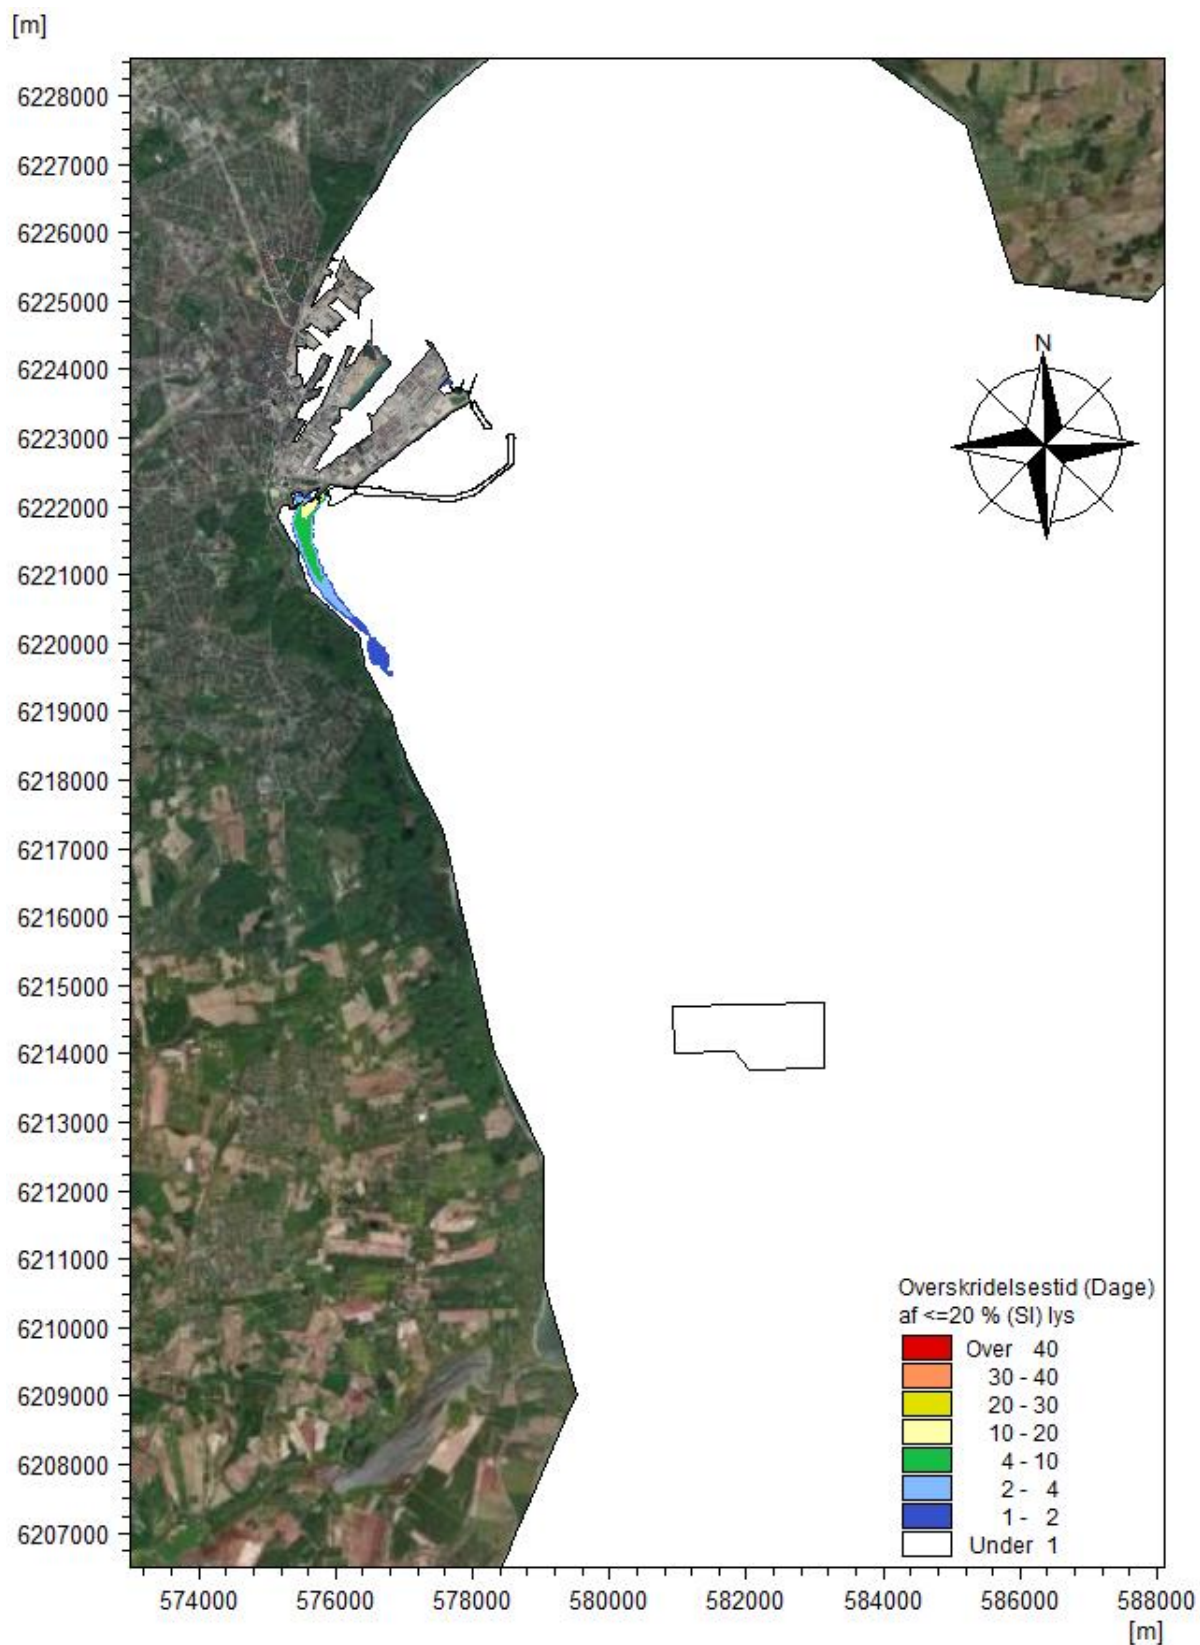 [m]
6228000
6227000
6226000
6225000
6224000
6223000
6222000
6221000
6220000
6219000
6218000
6217000
6216000
6215000
6214000
6213000
6212000
6211000
6210000
6209000
6208000
6207000
N
Overskridelsestid (Dage)
af <=20 % (SI) lys
Over 40
30 - 40
20 - 30
10 - 20
4 - 10
2 - 4
1 - 2
Under 1
574000 576000 578000 580000 582000 584000 586000 588000
[m]